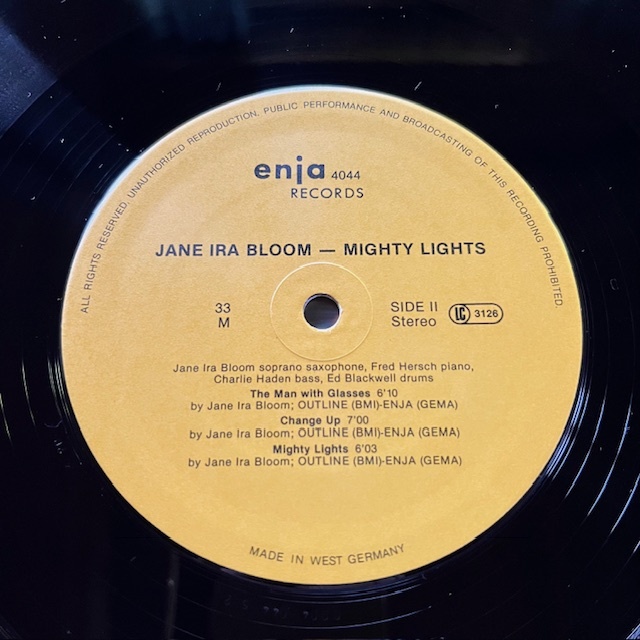 ALL RIGHTS RESERVED. UNAUTHORIZED REPRODUCTION, PUBLIC PERFORMANCE AND BROADCASTING OF THIS RECORDING PROHIBITED.
enja 4044
RECORDS
JANE IRA BLOOM — MIGHTY LIGHTS
33 SIDE II
M Stereo LC 3126
Jane Ira Bloom soprano saxophone, Fred Hersch piano,
Charlie Haden bass, Ed Blackwell drums
The Man with Glasses 6'10
by Jane Ira Bloom; OUTLINE (BMI)-ENJA (GEMA)
Change Up 7'00
by Jane Ira Bloom; OUTLINE (BMI)-ENJA (GEMA)
Mighty Lights 6'03
by Jane Ira Bloom; OUTLINE (BMI)-ENJA (GEMA)
MADE IN WEST GERMANY